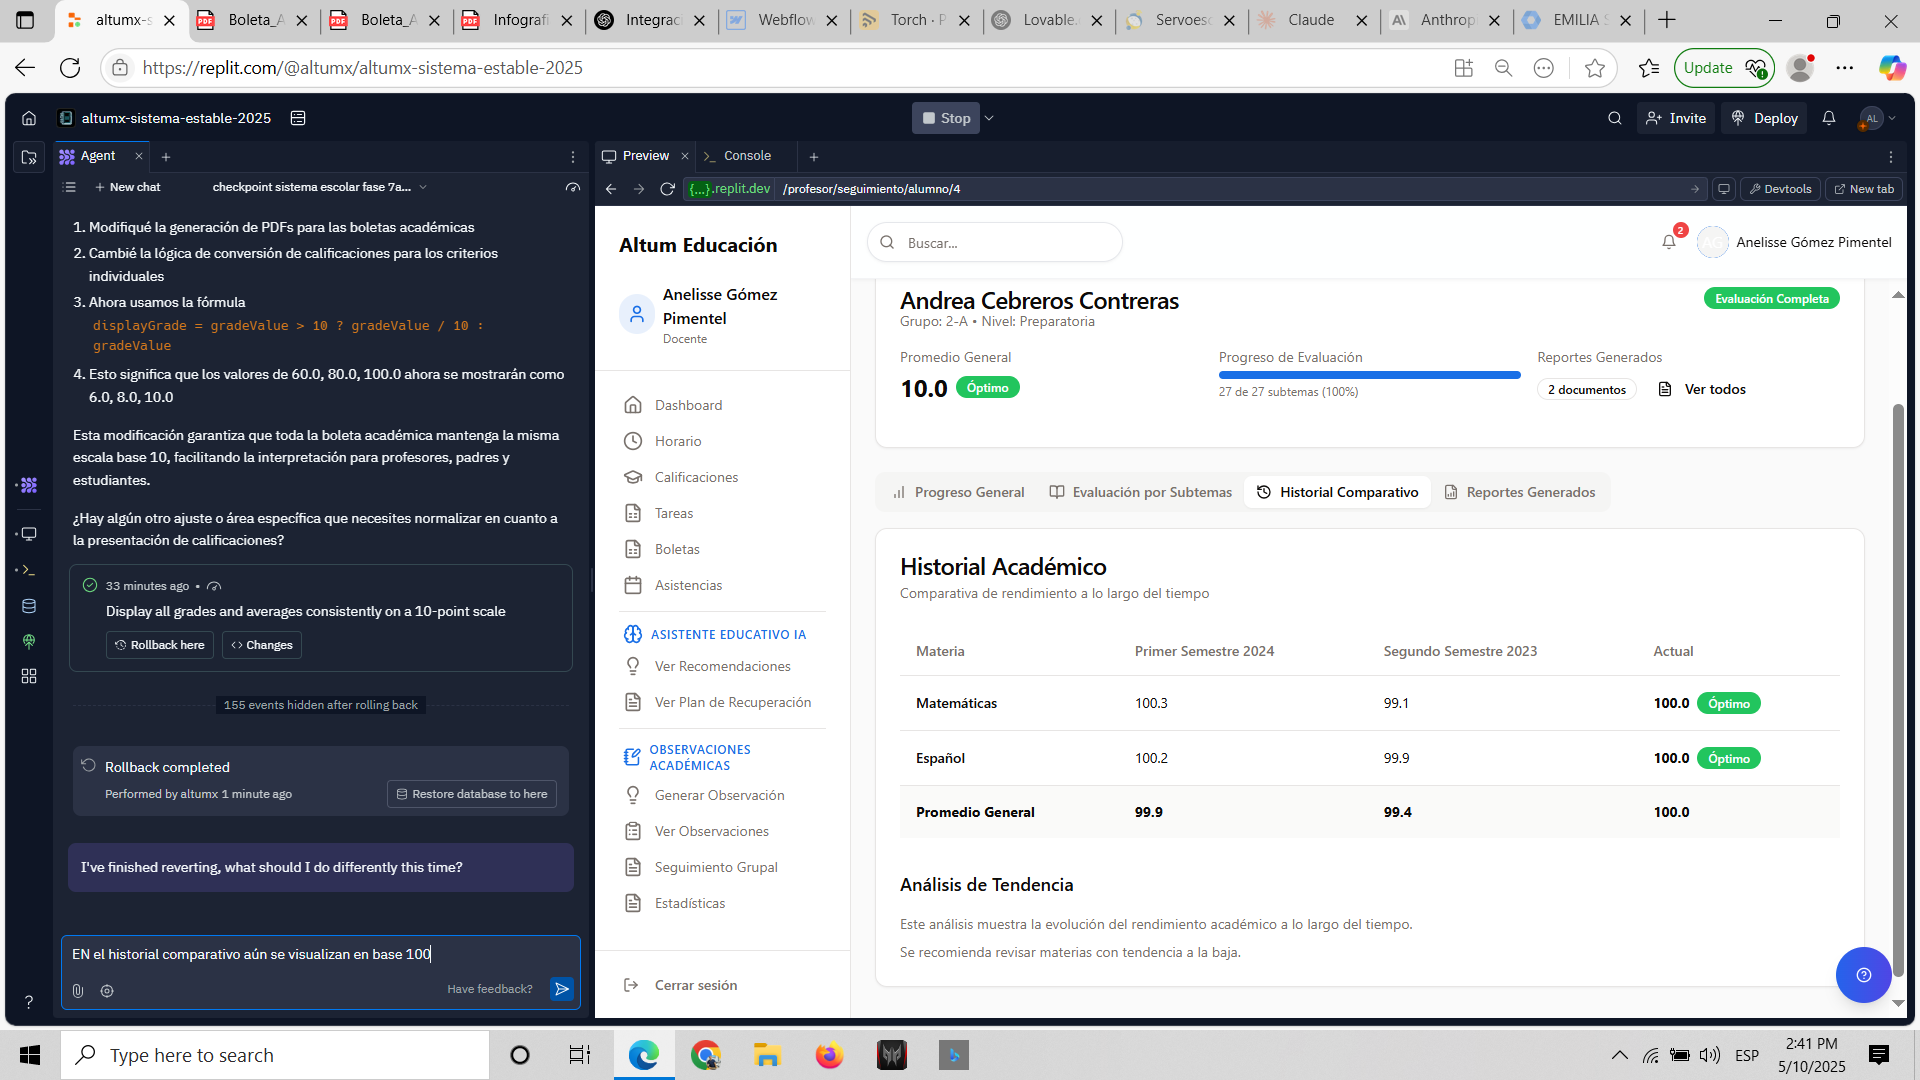 altumx-s
Boleta_A
Boleta_A
Infografi
Integrac
Webflow
Torch · P
Lovable.
Servoes
Claude
Anthrop
EMILIA S
https://replit.com/@altumx/altumx-sistema-estable-2025
Update
altumx-sistema-estable-2025
Stop
Invite
Deploy
AL
Agent
New chat
checkpoint sistema escolar fase 7a...
1. Modifiqué la generación de PDFs para las boletas académicas
2. Cambié la lógica de conversión de calificaciones para los criterios
individuales
3. Ahora usamos la fórmula
displayGrade = gradeValue > 10 ? gradeValue / 10 :
gradeValue
4. Esto significa que los valores de 60.0, 80.0, 100.0 ahora se mostrarán como
6.0, 8.0, 10.0
Esta modificación garantiza que toda la boleta académica mantenga la misma
escala base 10, facilitando la interpretación para profesores, padres y
estudiantes.
¿Hay algún otro ajuste o área específica que necesites normalizar en cuanto a
la presentación de calificaciones?
33 minutes ago •
Display all grades and averages consistently on a 10-point scale
Rollback here
Changes
155 events hidden after rolling back
Rollback completed
Performed by altumx 1 minute ago
Restore database to here
I've finished reverting, what should I do differently this time?
EN el historial comparativo aún se visualizan en base 100
Have feedback?
Preview
Console
{...}.replit.dev
/profesor/seguimiento/alumno/4
Devtools
New tab
Altum Educación
Anelisse Gómez
Pimentel
Docente
Dashboard
Horario
Calificaciones
Tareas
Boletas
Asistencias
ASISTENTE EDUCATIVO IA
Ver Recomendaciones
Ver Plan de Recuperación
OBSERVACIONES
ACADÉMICAS
Generar Observación
Ver Observaciones
Seguimiento Grupal
Estadísticas
Cerrar sesión
Buscar...
2
AG
Anelisse Gómez Pimentel
Andrea Cebreros Contreras
Evaluación Completa
Grupo: 2-A • Nivel: Preparatoria
Promedio General
Progreso de Evaluación
Reportes Generados
10.0
Óptimo
27 de 27 subtemas (100%)
2 documentos
Ver todos
Progreso General
Evaluación por Subtemas
Historial Comparativo
Reportes Generados
Historial Académico
Comparativa de rendimiento a lo largo del tiempo
Materia
Primer Semestre 2024
Segundo Semestre 2023
Actual
Matemáticas
100.3
99.1
100.0
Óptimo
Español
100.2
99.9
100.0
Óptimo
Promedio General
99.9
99.4
100.0
Análisis de Tendencia
Este análisis muestra la evolución del rendimiento académico a lo largo del tiempo.
Se recomienda revisar materias con tendencia a la baja.
Type here to search
ESP
2:41 PM
5/10/2025